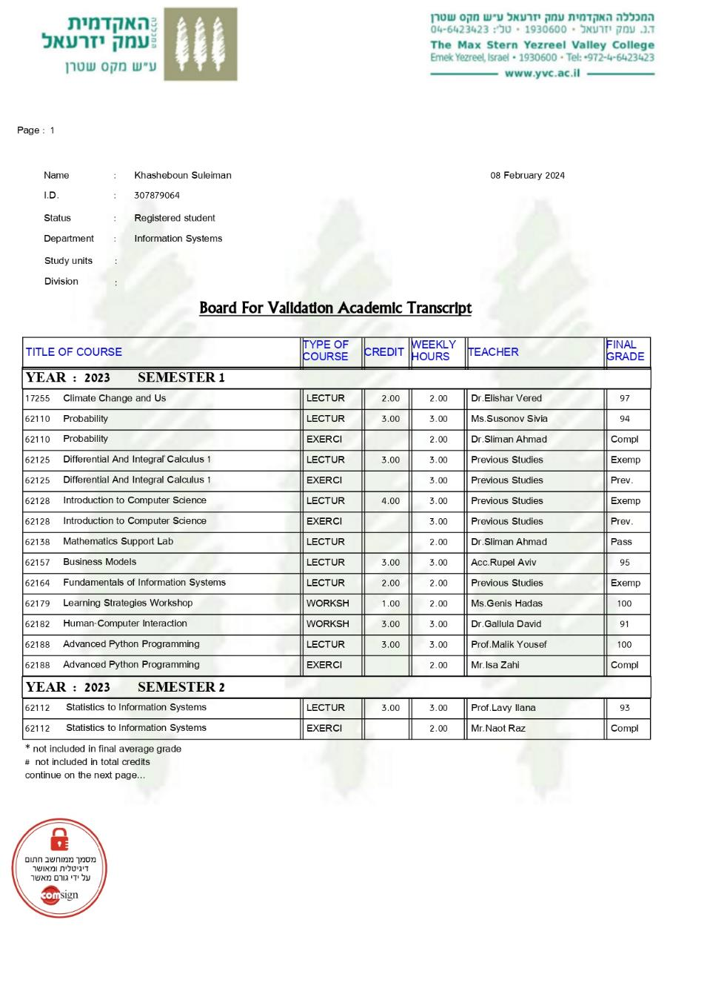 המכללה
האקדמית
עמק יזרעאל
ע״ש מקס שטרן
המכללה האקדמית עמק יזרעאל ע״ש מקס שטרן
ד.נ. עמק יזרעאל • 1930600 • טל': 04-6423423
The Max Stern Yezreel Valley College
Emek Yezreel, Israel • 1930600 • Tel: •972-4-6423423
www.yvc.ac.il
Page : 1
Name : Khasheboun Suleiman 08 February 2024
I.D. : 307879064
Status : Registered student
Department : Information Systems
Study units :
Division :
Board For Validation Academic Transcript
TITLE OF COURSE TYPE OF COURSE CREDIT WEEKLY HOURS TEACHER FINAL GRADE
YEAR : 2023 SEMESTER 1
17255 Climate Change and Us LECTUR 2.00 2.00 Dr.Elishar Vered 97
62110 Probability LECTUR 3.00 3.00 Ms.Susonov Sivia 94
62110 Probability EXERCI 2.00 Dr.Sliman Ahmad Compl
62125 Differential And Integral Calculus 1 LECTUR 3.00 3.00 Previous Studies Exemp
62125 Differential And Integral Calculus 1 EXERCI 3.00 Previous Studies Prev.
62128 Introduction to Computer Science LECTUR 4.00 3.00 Previous Studies Exemp
62128 Introduction to Computer Science EXERCI 3.00 Previous Studies Prev.
62138 Mathematics Support Lab LECTUR 2.00 Dr.Sliman Ahmad Pass
62157 Business Models LECTUR 3.00 3.00 Acc.Rupel Aviv 95
62164 Fundamentals of Information Systems LECTUR 2.00 2.00 Previous Studies Exemp
62179 Learning Strategies Workshop WORKSH 1.00 2.00 Ms.Genis Hadas 100
62182 Human-Computer Interaction WORKSH 3.00 3.00 Dr.Gallula David 91
62188 Advanced Python Programming LECTUR 3.00 3.00 Prof.Malik Yousef 100
62188 Advanced Python Programming EXERCI 2.00 Mr.Isa Zahi Compl
YEAR : 2023 SEMESTER 2
62112 Statistics to Information Systems LECTUR 3.00 3.00 Prof.Lavy Ilana 93
62112 Statistics to Information Systems EXERCI 2.00 Mr.Naot Raz Compl
* not included in final average grade
# not included in total credits
continue on the next page...
מסמך ממוחשב חתום
דיגיטלית ומאושר
על ידי גורם מאשר
comsign